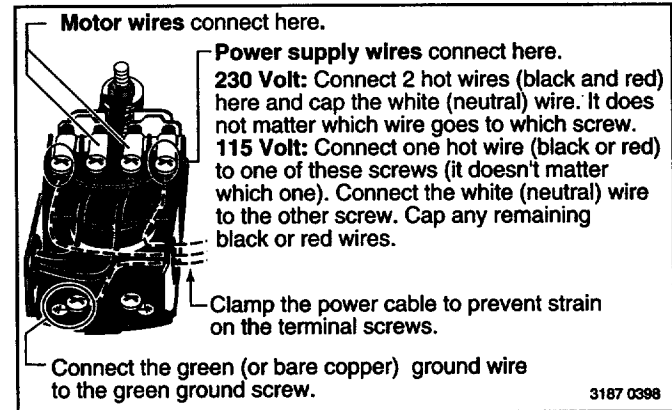 Motor wires connect here.
Power supply wires connect here.
230 Volt: Connect 2 hot wires (black and red)
here and cap the white (neutral) wire. It does
not matter which wire goes to which screw.
115 Volt: Connect one hot wire (black or red)
to one of these screws (it doesn't matter
which one). Connect the white (neutral) wire
to the other screw. Cap any remaining
black or red wires.
Clamp the power cable to prevent strain
on the terminal screws.
Connect the green (or bare copper) ground wire
to the green ground screw.
3187 0398